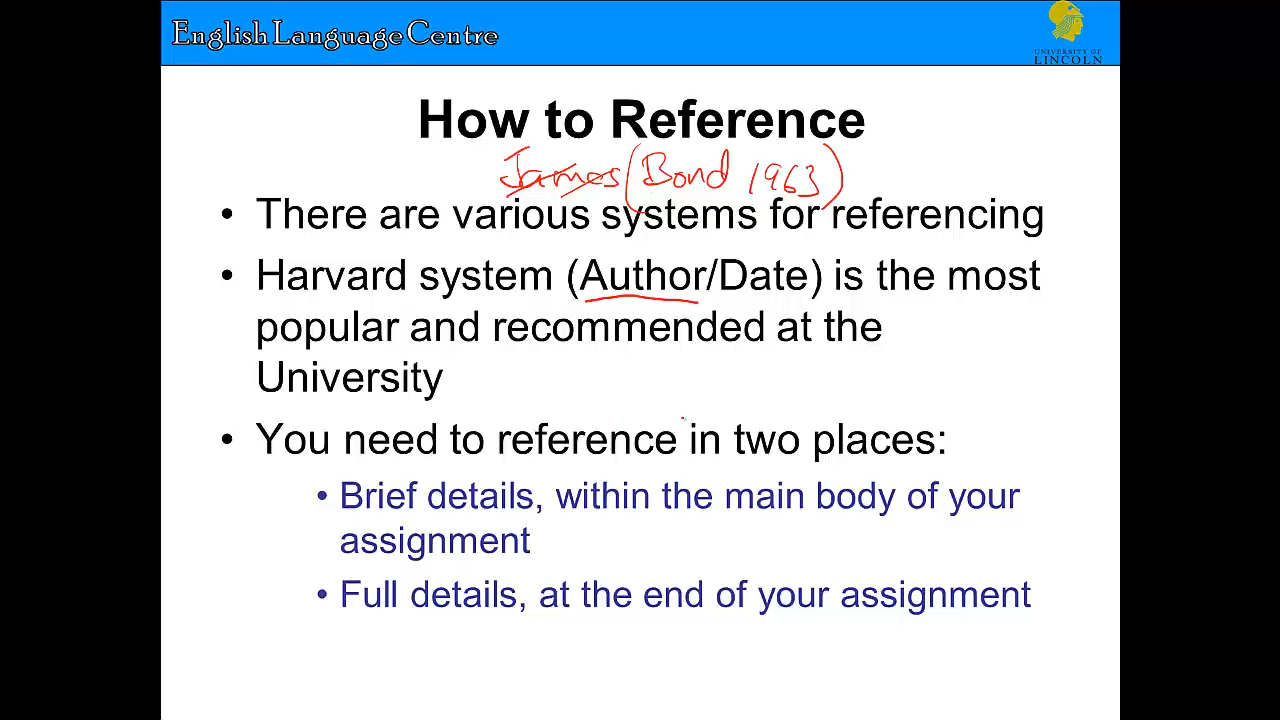 English Language Centre
UNIVERSITY OF
LINCOLN
How to Reference
James (Bond 1963)
• There are various systems for referencing
• Harvard system (Author/Date) is the most
popular and recommended at the
University
• You need to reference in two places:
• Brief details, within the main body of your
assignment
• Full details, at the end of your assignment